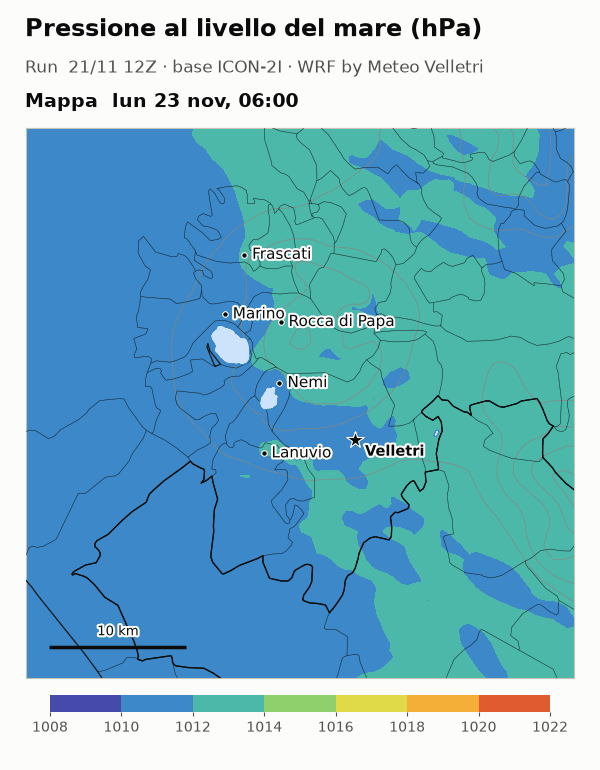 Pressione al livello del mare (hPa)
Run  21/11 12Z · base ICON-2I · WRF by Meteo Velletri
Mappa  lun 23 nov, 06:00
Frascati
Marino
Rocca di Papa
Nemi
Lanuvio
Velletri
10 km
1008 1010 1012 1014 1016 1018 1020 1022